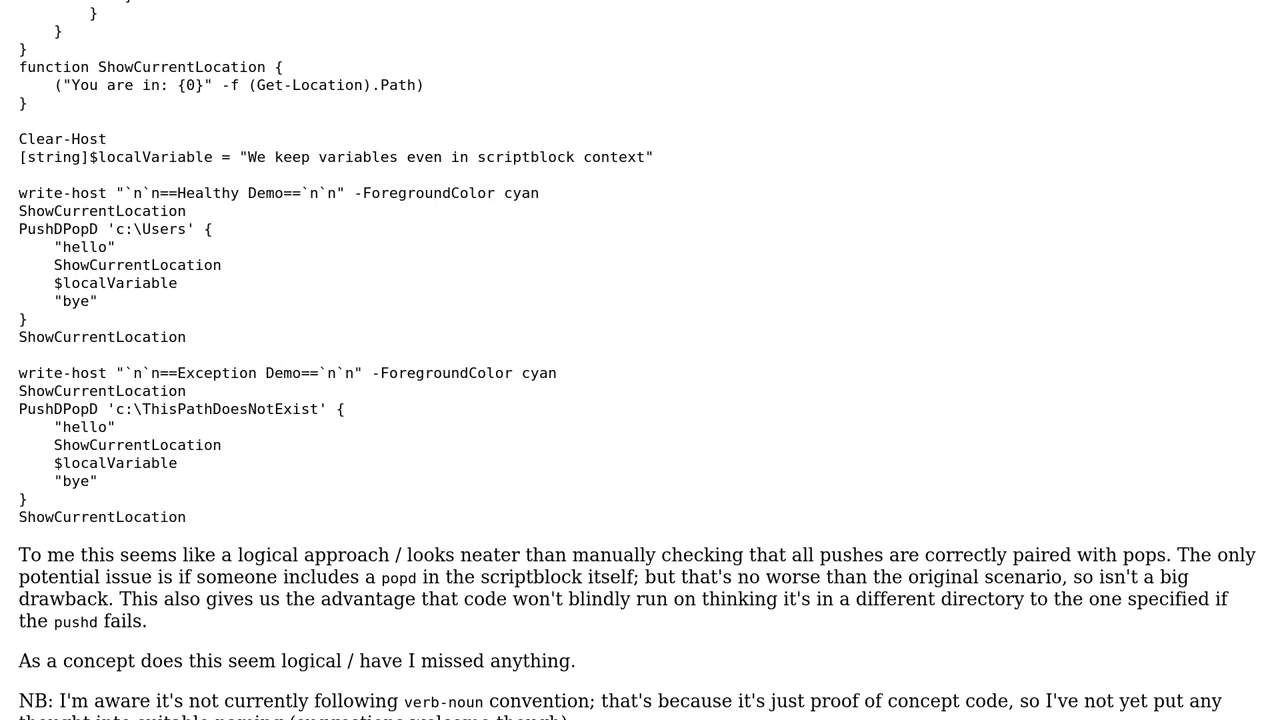 }
}
}
function ShowCurrentLocation {
("You are in: {0}" -f (Get-Location).Path)
}
Clear-Host
[string]$localVariable = "We keep variables even in scriptblock context"
write-host "`n`n==Healthy Demo==`n`n" -ForegroundColor cyan
ShowCurrentLocation
PushDPopD 'c:\Users' {
"hello"
ShowCurrentLocation
$localVariable
"bye"
}
ShowCurrentLocation
write-host "`n`n==Exception Demo==`n`n" -ForegroundColor cyan
ShowCurrentLocation
PushDPopD 'c:\ThisPathDoesNotExist' {
"hello"
ShowCurrentLocation
$localVariable
"bye"
}
ShowCurrentLocation
To me this seems like a logical approach / looks neater than manually checking that all pushes are correctly paired with pops. The only
potential issue is if someone includes a popd in the scriptblock itself; but that's no worse than the original scenario, so isn't a big
drawback. This also gives us the advantage that code won't blindly run on thinking it's in a different directory to the one specified if
the pushd fails.
As a concept does this seem logical / have I missed anything.
NB: I'm aware it's not currently following verb-noun convention; that's because it's just proof of concept code, so I've not yet put any
thought into suitable naming (suggestions welcome though)